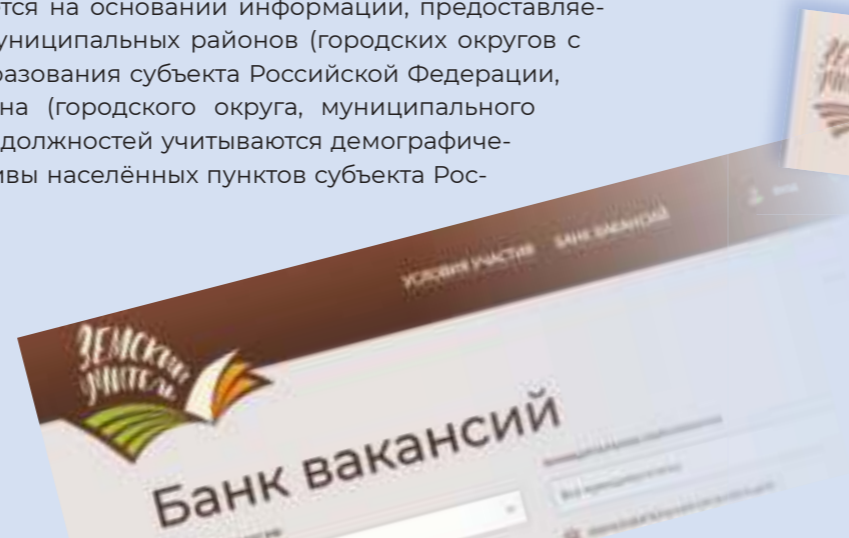 тся на основании информации, предоставляе-
униципальных районов (городских округов с
разования субъекта Российской Федерации,
на (городского округа, муниципального
должностей учитываются демографиче-
ивы населённых пунктов субъекта Рос-
УСЛОВИЯ УЧАСТИЯ БАНК ВАКАНСИЙ
ЗЕМСКИЙ
УЧИТЕЛЬ
Банк вакансий